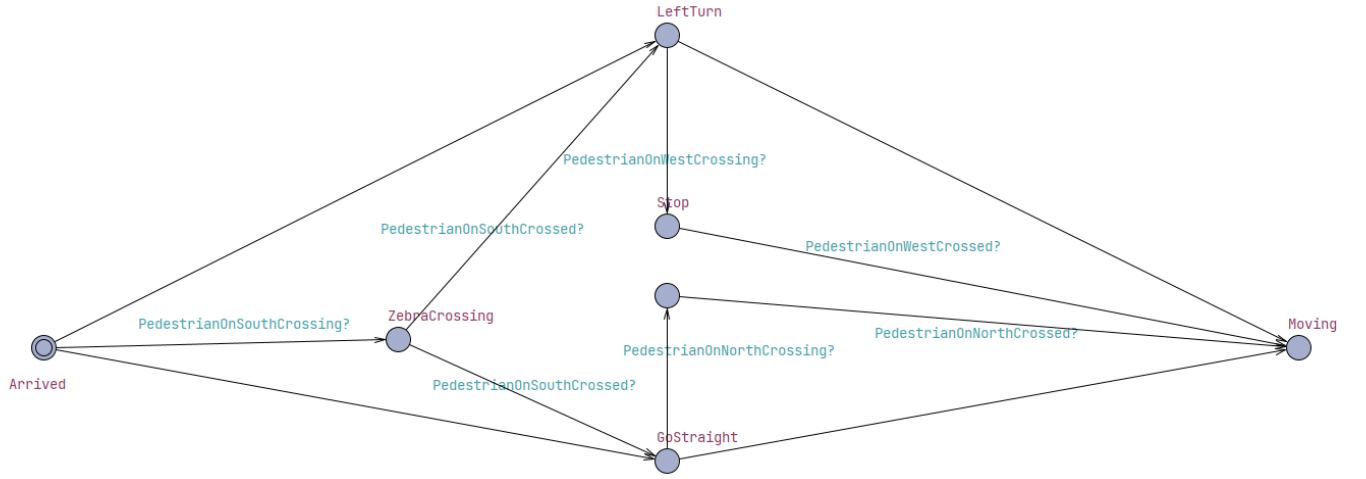 LeftTurn
PedestrianOnWestCrossing?
Stop
PedestrianOnSouthCrossed?
PedestrianOnWestCrossed?
ZebraCrossing
PedestrianOnSouthCrossing?
Moving
PedestrianOnNorthCrossed?
PedestrianOnNorthCrossing?
Arrived
PedestrianOnSouthCrossed?
GoStraight